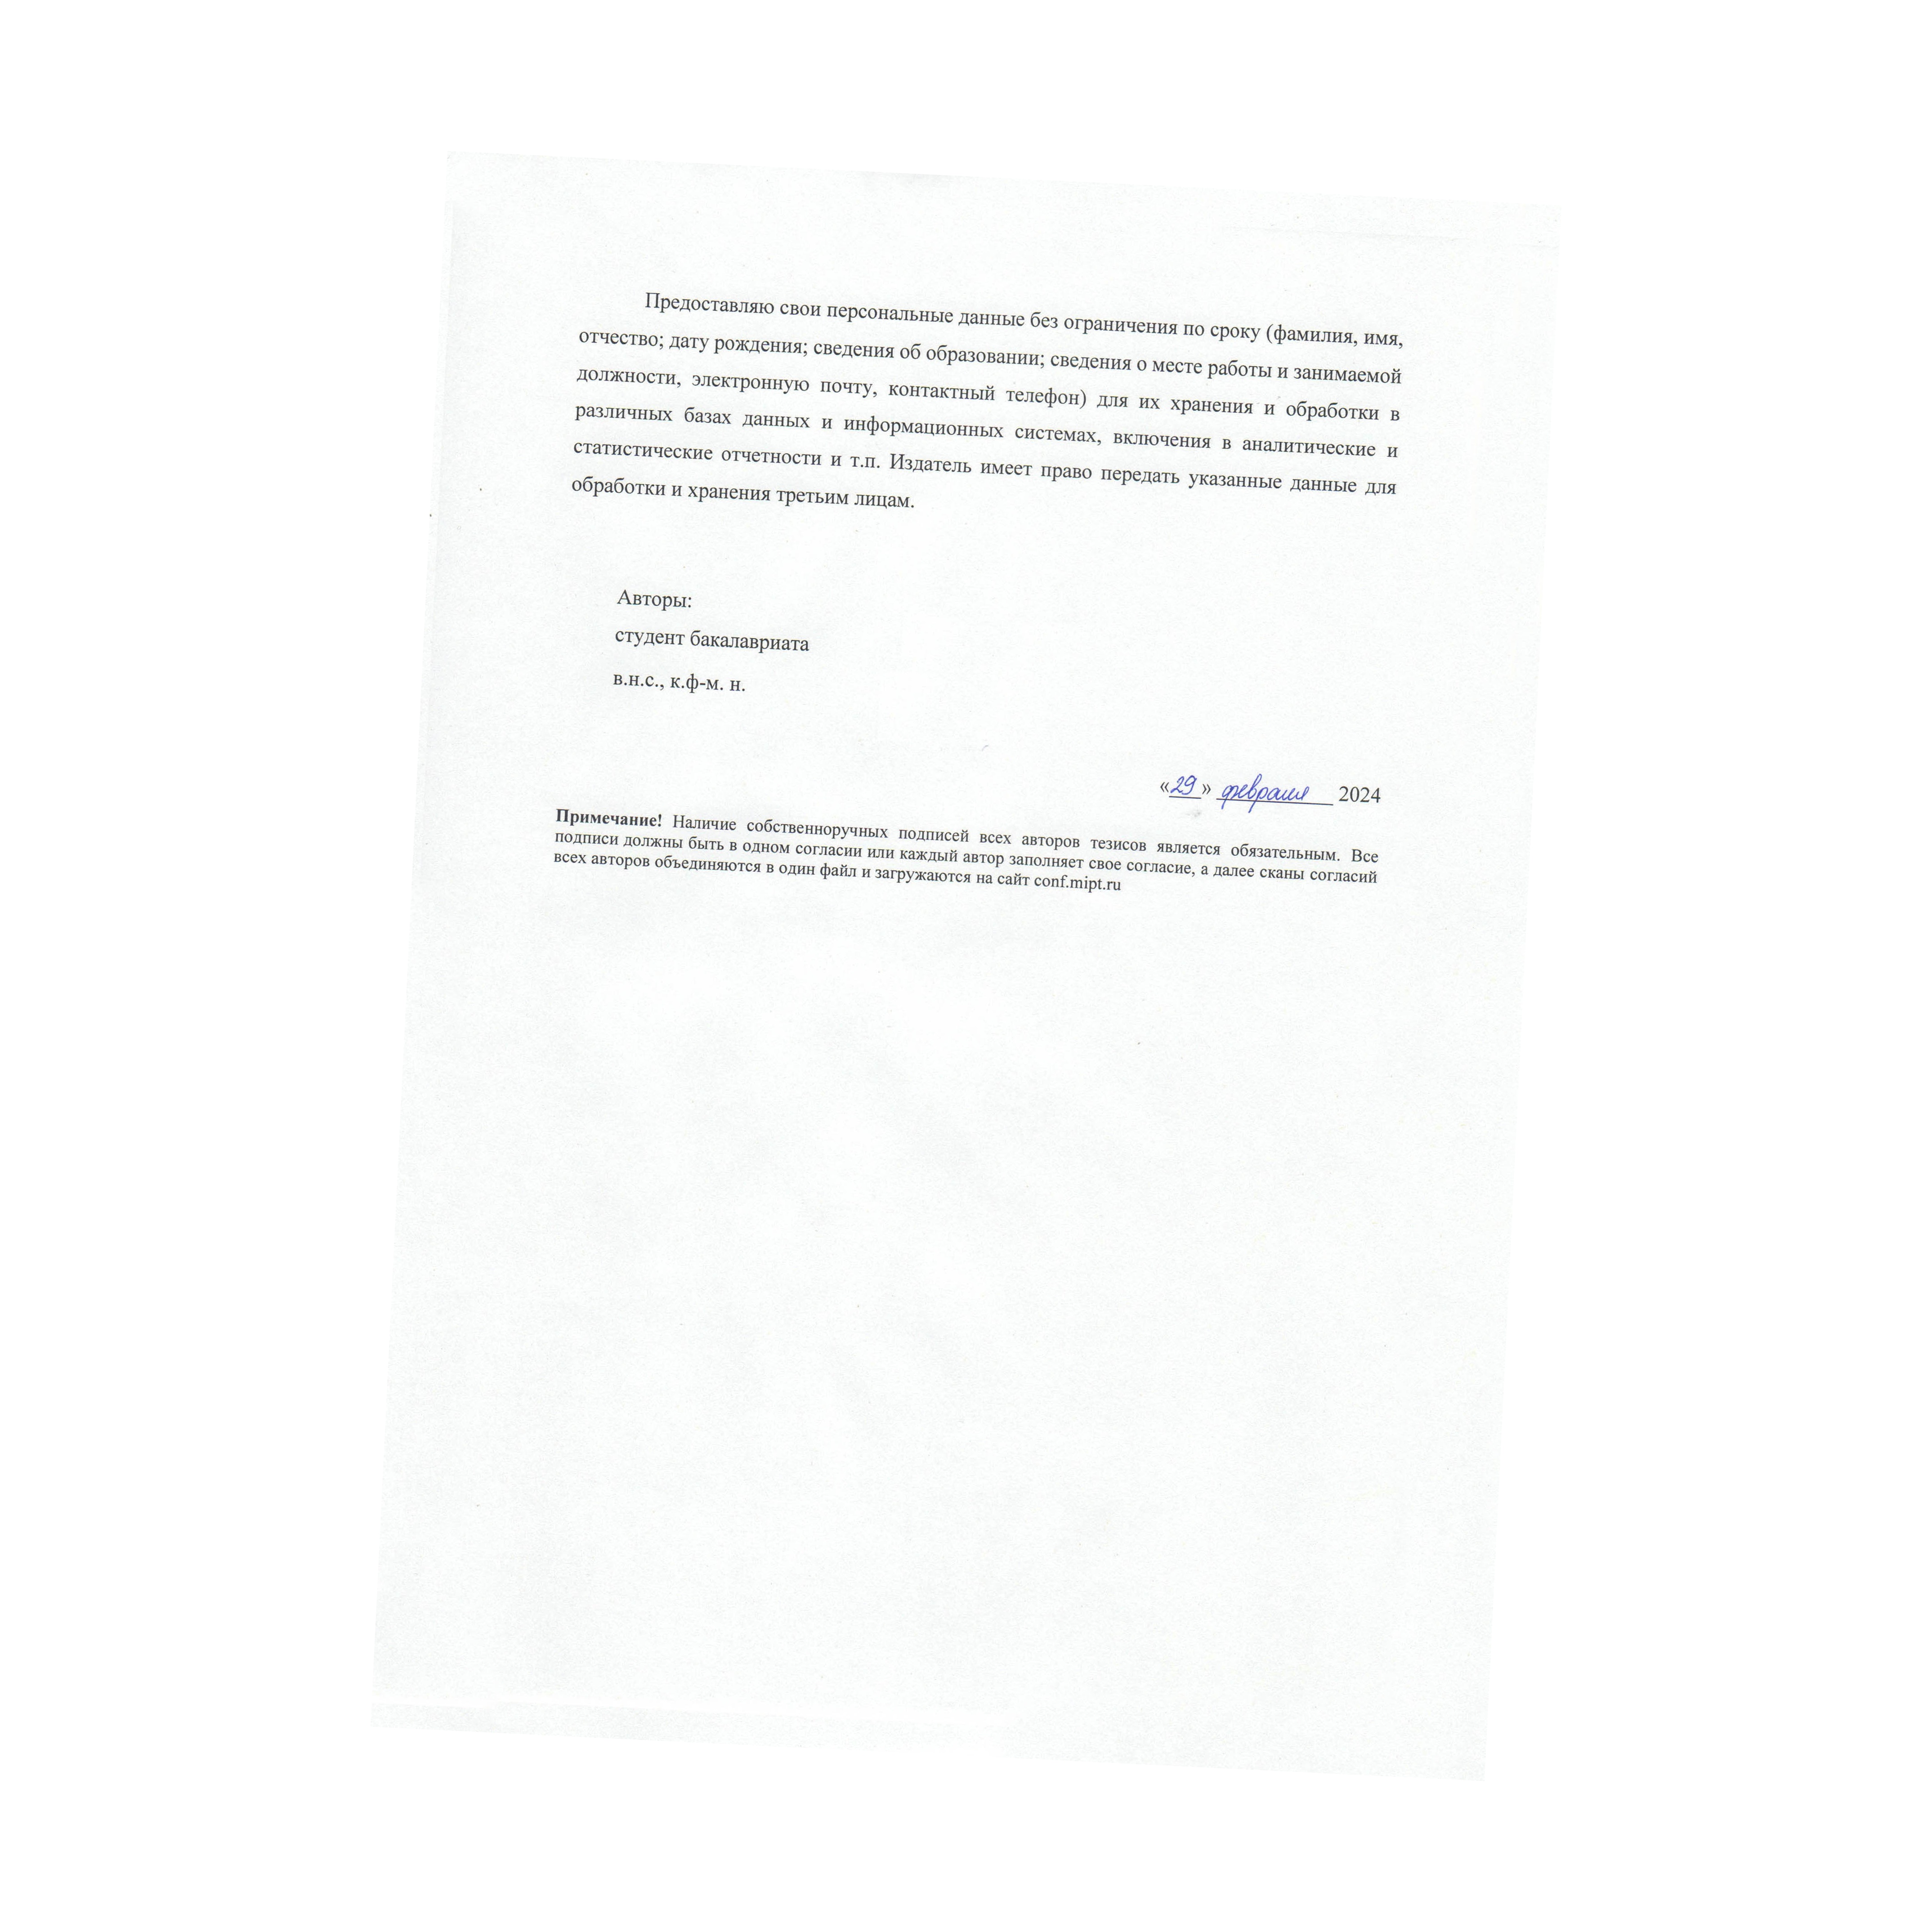 Предоставляю свои персональные данные без ограничения по сроку (фамилия, имя,
отчество; дату рождения; сведения об образовании; сведения о месте работы и занимаемой
должности, электронную почту, контактный телефон) для их хранения и обработки в
различных базах данных и информационных системах, включения в аналитические и
статистические отчетности и т.п. Издатель имеет право передать указанные данные для
обработки и хранения третьим лицам.
Авторы:
студент бакалавриата
в.н.с., к.ф-м. н.
«29» февраля 2024
Примечание! Наличие собственноручных подписей всех авторов тезисов является обязательным. Все
подписи должны быть в одном согласии или каждый автор заполняет свое согласие, а далее сканы согласий
всех авторов объединяются в один файл и загружаются на сайт conf.mipt.ru